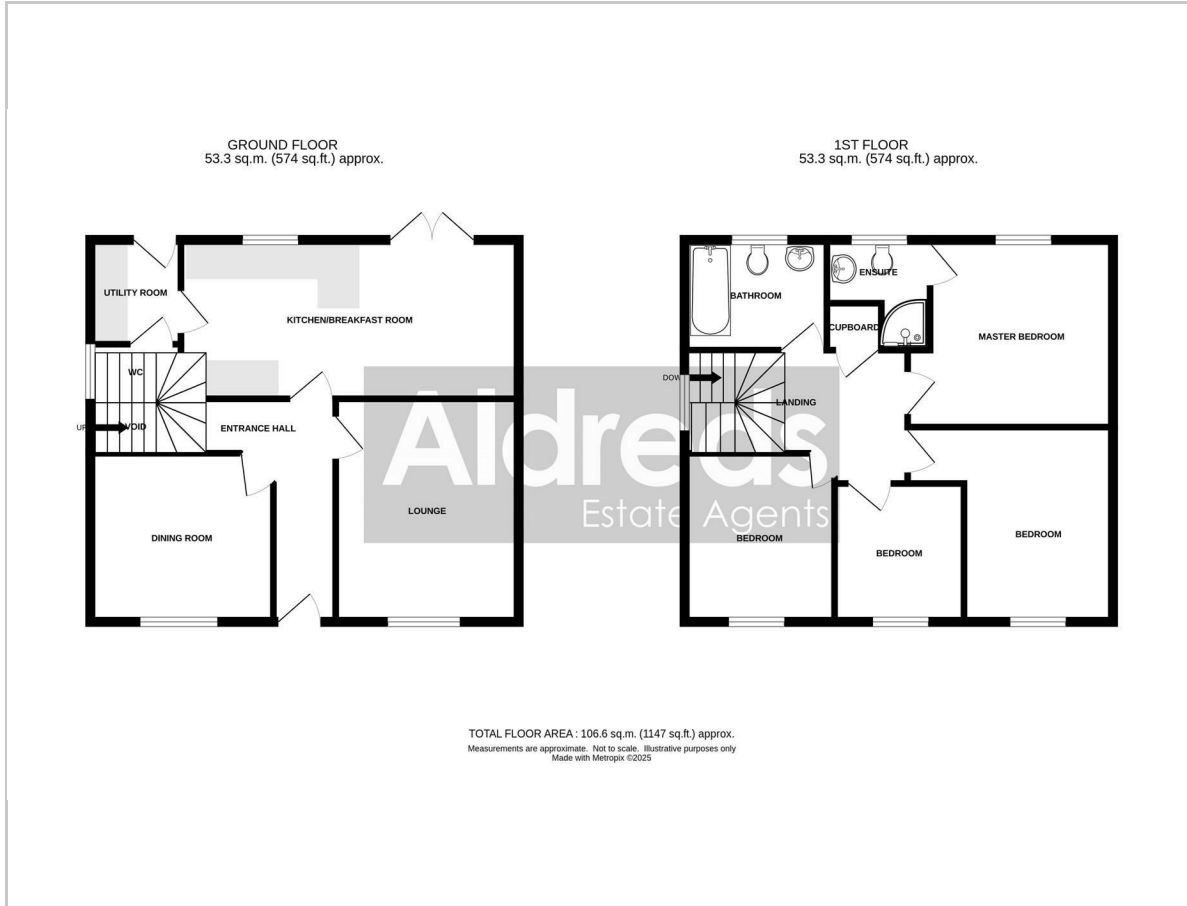 GROUND FLOOR
53.3 sq.m. (574 sq.ft.) approx.
UTILITY ROOM
KITCHEN/BREAKFAST ROOM
WC
UP
VOID
ENTRANCE HALL
DINING ROOM
LOUNGE
1ST FLOOR
53.3 sq.m. (574 sq.ft.) approx.
BATHROOM
ENSUITE
CUPBOARD
MASTER BEDROOM
DOW
LANDING
BEDROOM
BEDROOM
BEDROOM
Aldreds
Estate Agents
TOTAL FLOOR AREA : 106.6 sq.m. (1147 sq.ft.) approx.
Measurements are approximate. Not to scale. Illustrative purposes only
Made with Metropix ©2025